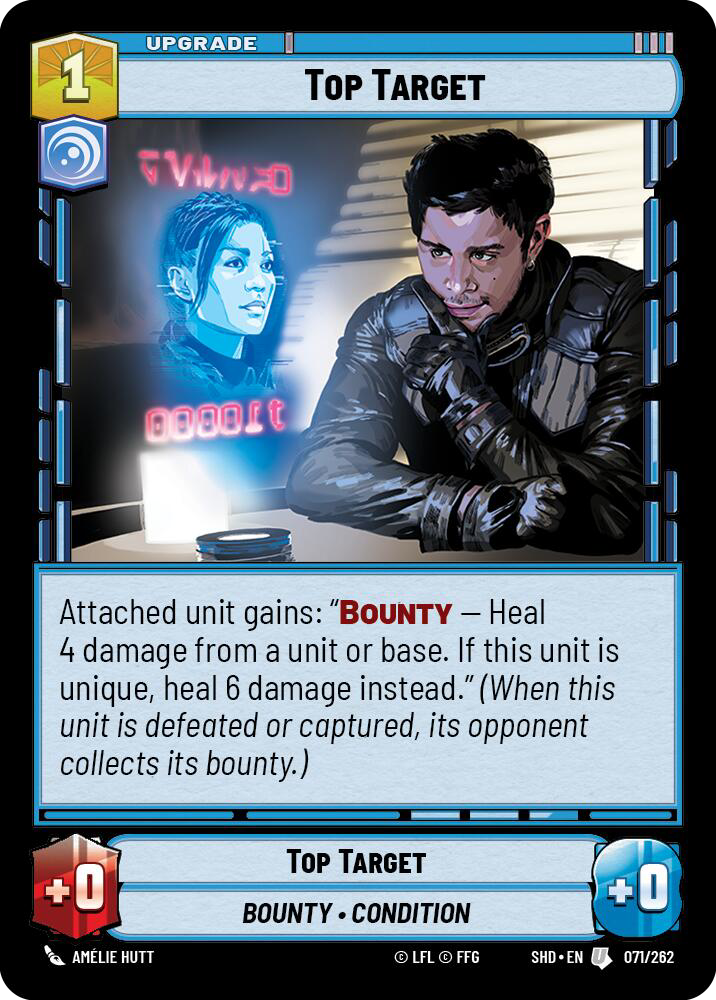 UPGRADE
1
TOP TARGET
Attached unit gains: “BOUNTY – Heal
4 damage from a unit or base. If this unit is
unique, heal 6 damage instead.” (When this
unit is defeated or captured, its opponent
collects its bounty.)
+0
TOP TARGET
+0
BOUNTY • CONDITION
AMÉLIE HUTT
© LFL © FFG
SHD • EN
U
071/262